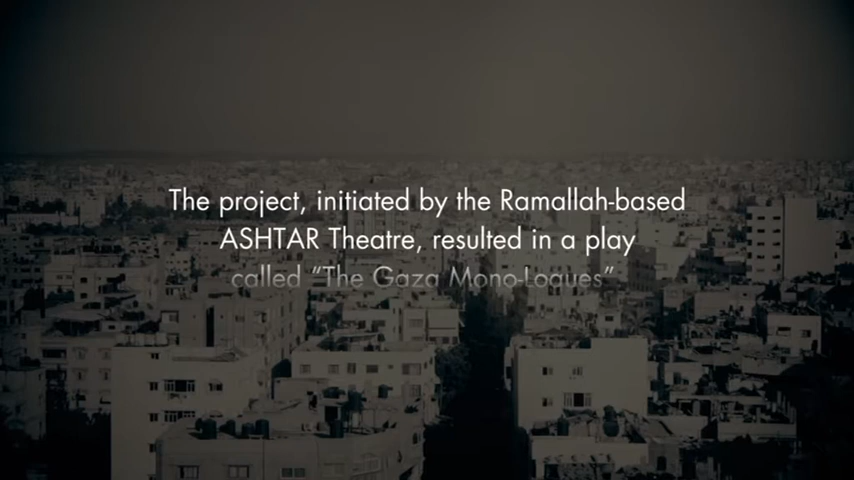 The project, initiated by the Ramallah-based
ASHTAR Theatre, resulted in a play
called “The Gaza Mono-Logues”